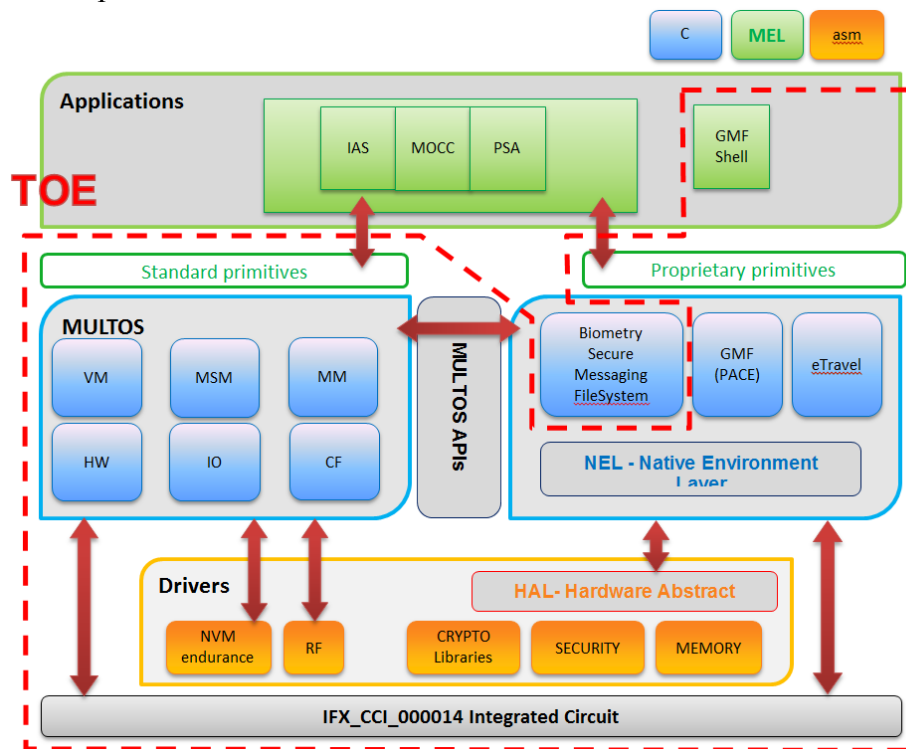 C
MEL
asm
Applications
IAS
MOCC
PSA
GMF
Shell
TOE
Standard primitives
Proprietary primitives
MULTOS
VM
MSM
MM
HW
IO
CF
MULTOS APIs
Biometry
Secure
Messaging
FileSystem
GMF
(PACE)
eTravel
NEL - Native Environment
Drivers
HAL- Hardware Abstract
NVM
endurance
RF
CRYPTO
Libraries
SECURITY
MEMORY
IFX_CCI_000014 Integrated Circuit